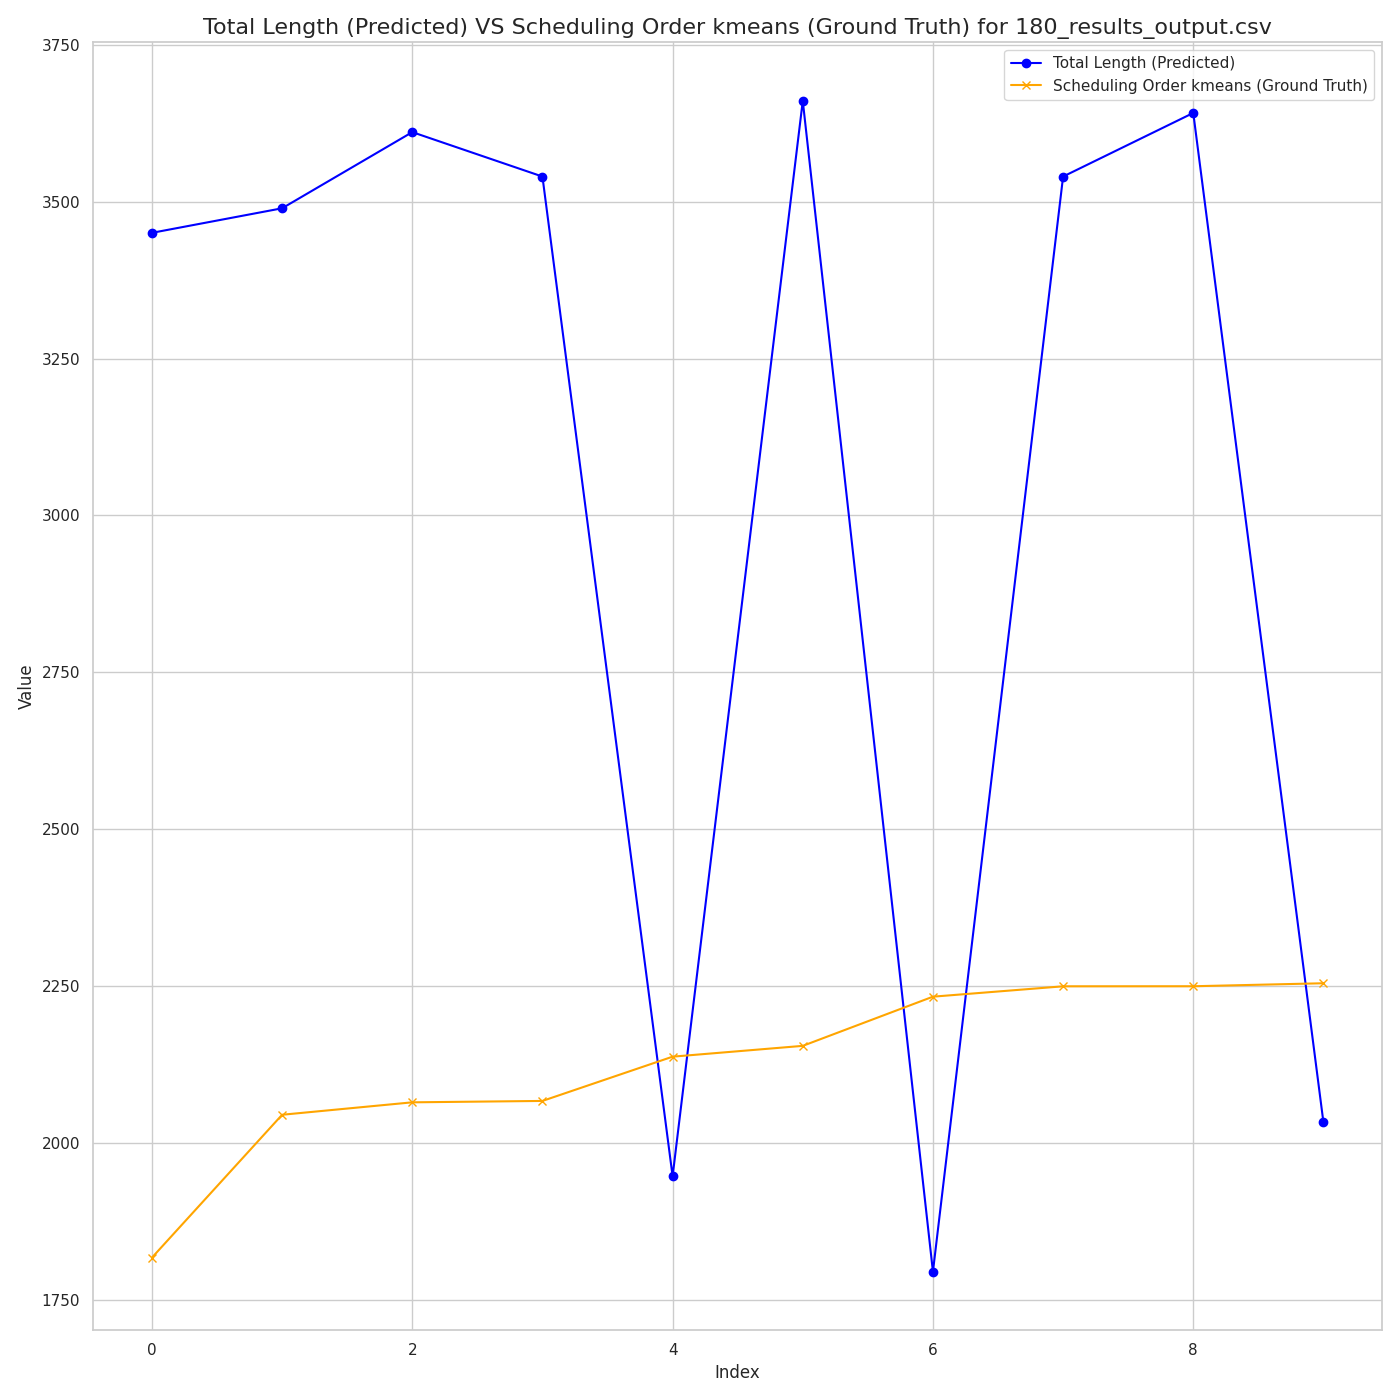 Total Length (Predicted) VS Scheduling Order kmeans (Ground Truth) for 180_results_output.csv
Total Length (Predicted)
Scheduling Order kmeans (Ground Truth)
3750
3500
3250
3000
2750
2500
2250
2000
1750
Value
0 2 4 6 8
Index